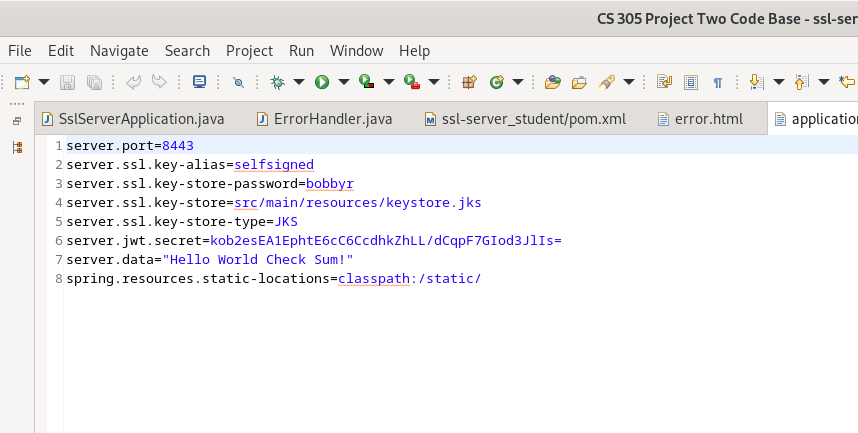 CS 305 Project Two Code Base - ssl-ser
File Edit Navigate Search Project Run Window Help
SslServerApplication.java ErrorHandler.java ssl-server_student/pom.xml error.html applicatio
1 server.port=8443
2 server.ssl.key-alias=selfsigned
3 server.ssl.key-store-password=bobbyr
4 server.ssl.key-store=src/main/resources/keystore.jks
5 server.ssl.key-store-type=JKS
6 server.jwt.secret=kob2esEA1EphtE6cC6CcdhkZhLL/dCqpF7GIod3JlIs=
7 server.data="Hello World Check Sum!"
8 spring.resources.static-locations=classpath:/static/